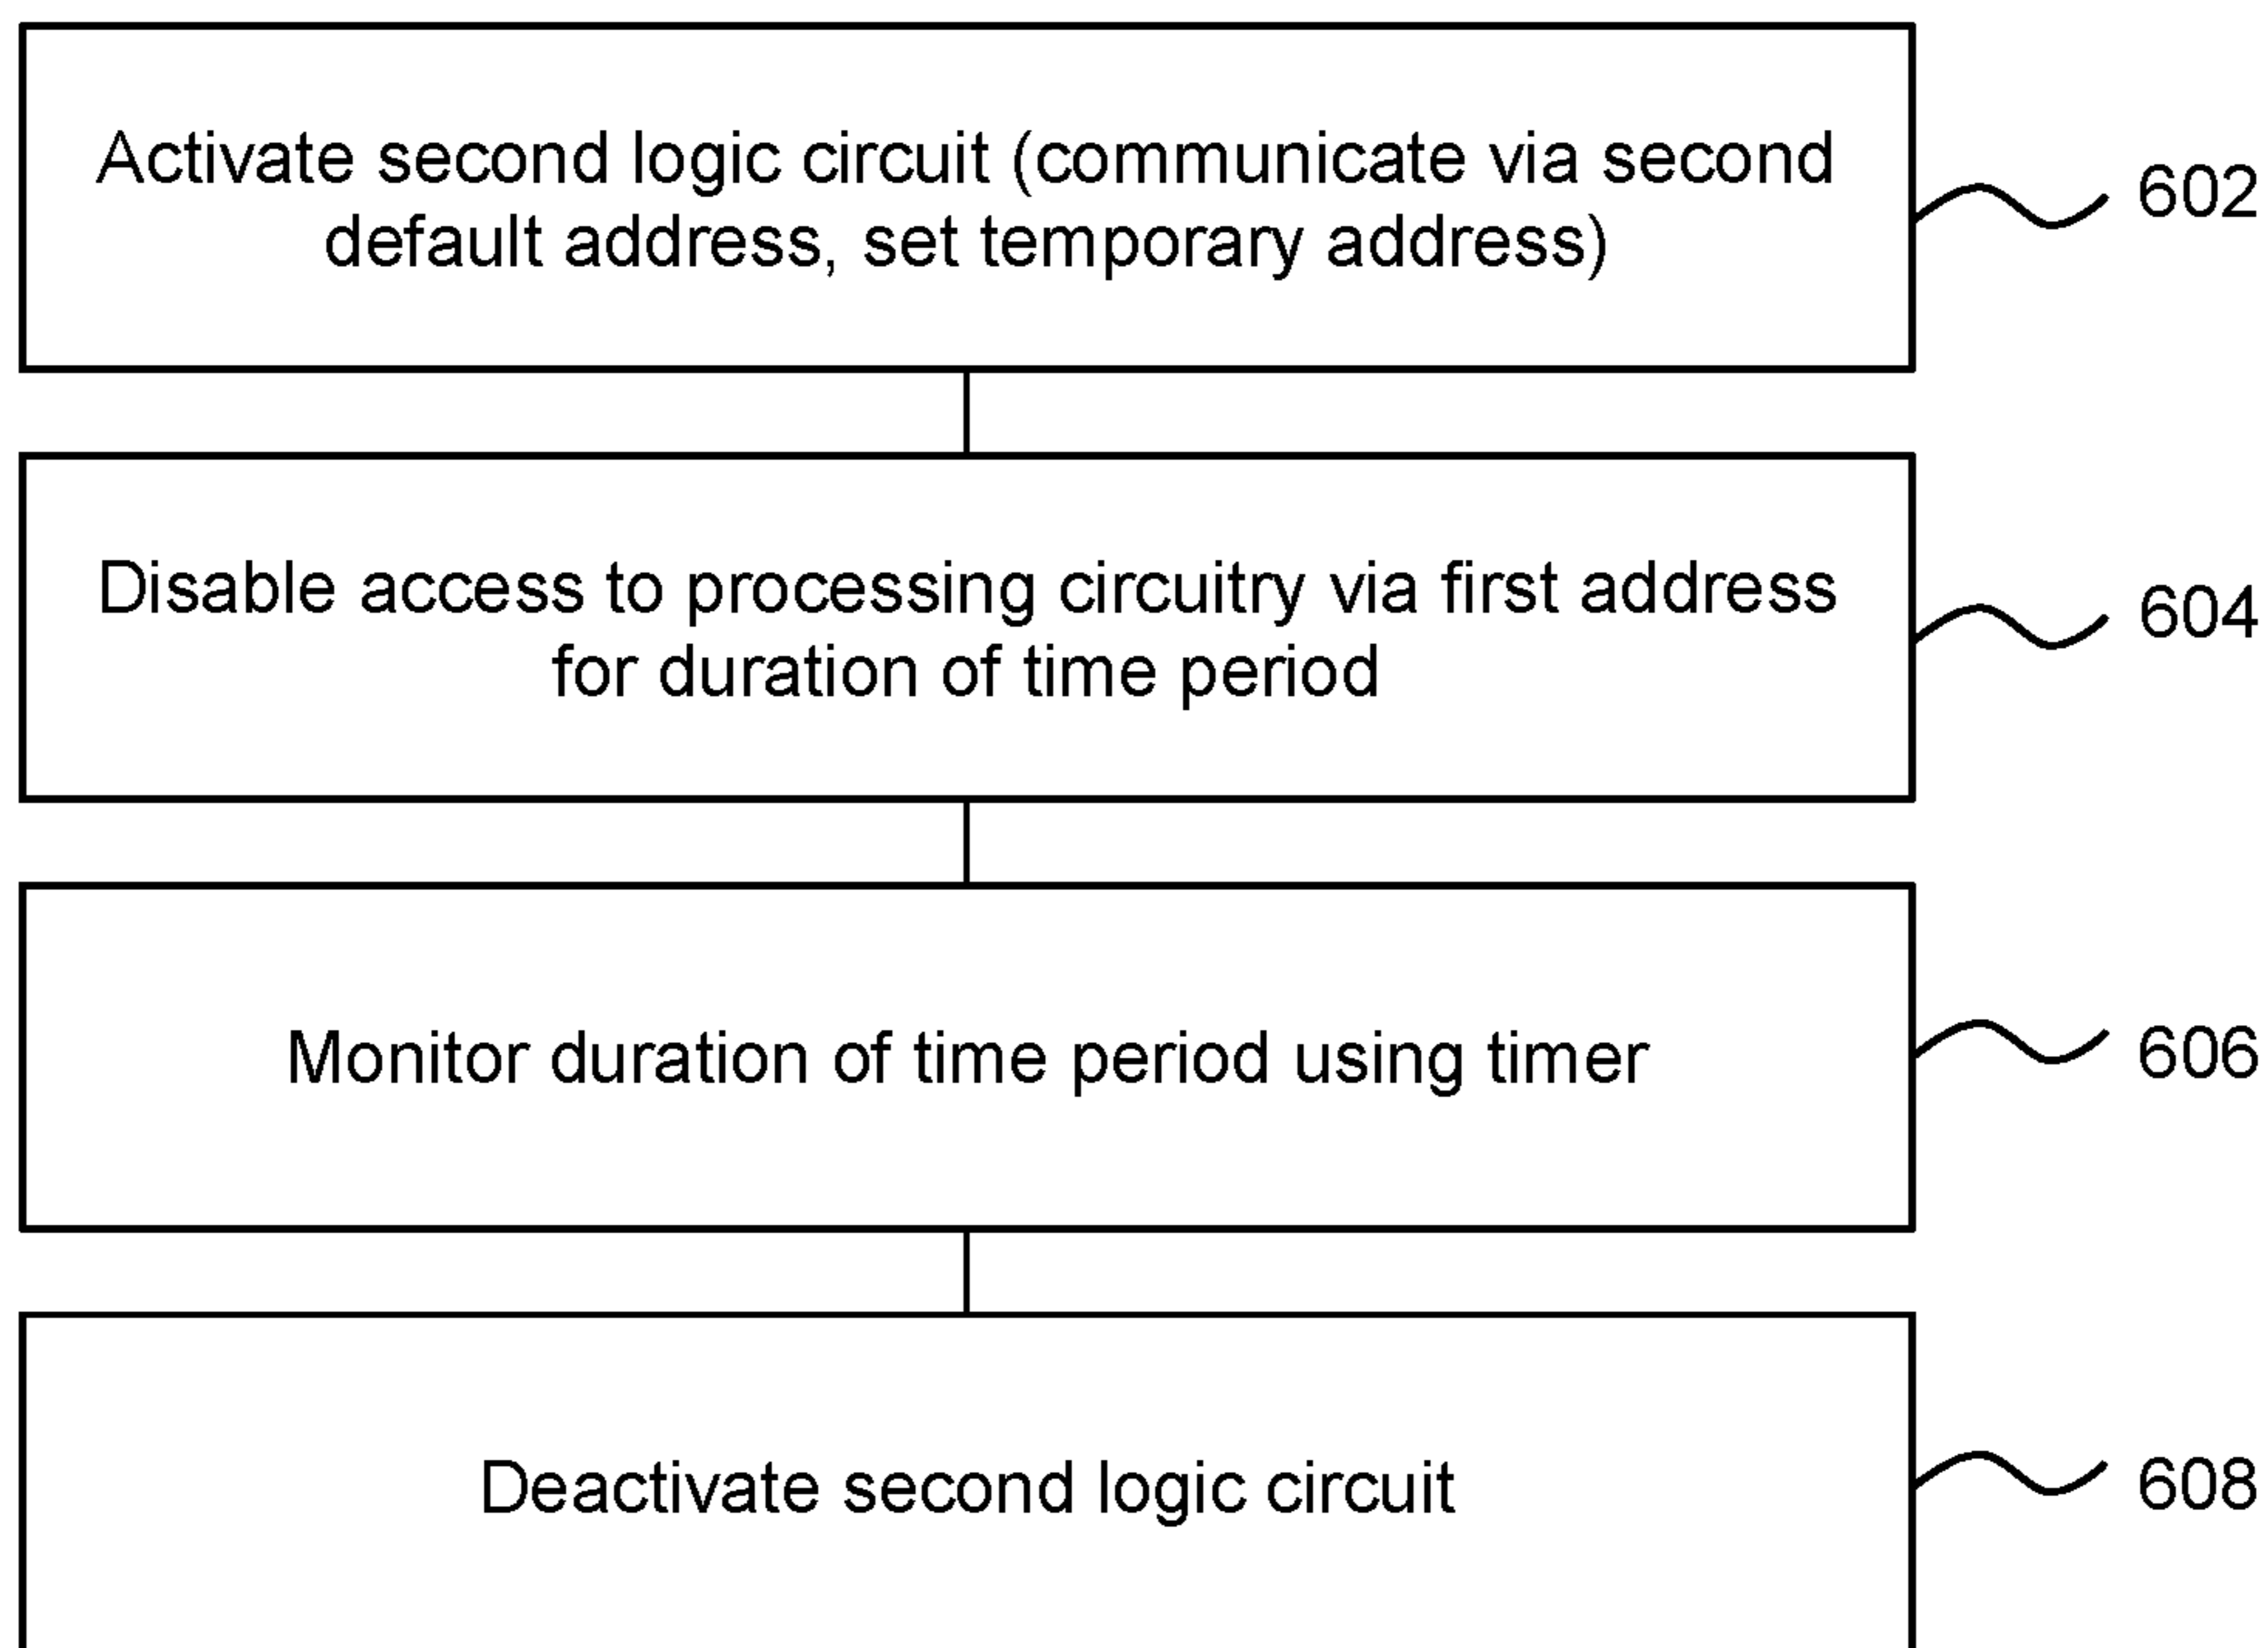 Activate second logic circuit (communicate via second
default address, set temporary address)
602
Disable access to processing circuitry via first address
for duration of time period
604
Monitor duration of time period using timer
606
Deactivate second logic circuit
608